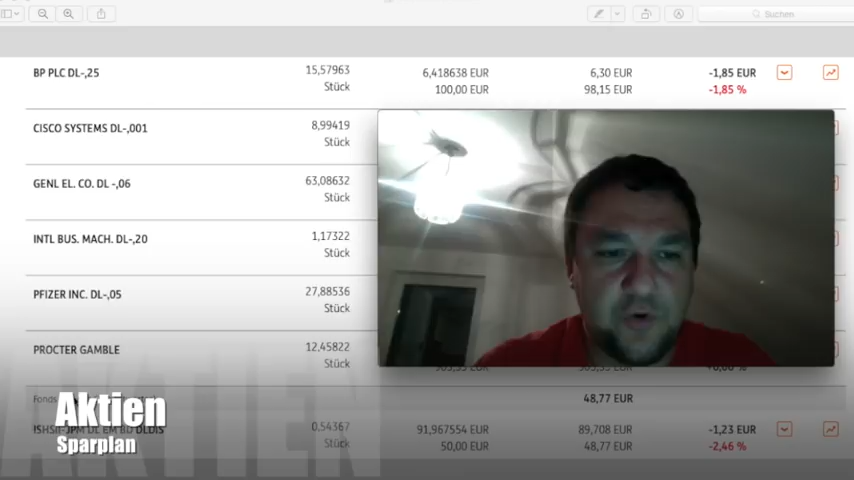 Suchen
BP PLC DL-,25
15,57963
Stück
6,418638 EUR
100,00 EUR
6,30 EUR
98,15 EUR
-1,85 EUR
-1,85 %
CISCO SYSTEMS DL-,001
8,99419
Stück
GENL EL. CO. DL -,06
63,08632
Stück
INTL BUS. MACH. DL-,20
1,17322
Stück
PFIZER INC. DL-,05
27,88536
Stück
PROCTER GAMBLE
12,45822
Stück
Fonds
48,77 EUR
0,54367
Stück
91,967554 EUR
50,00 EUR
89,708 EUR
48,77 EUR
-1,23 EUR
-2,46 %
AKTIEN
Aktien
Sparplan